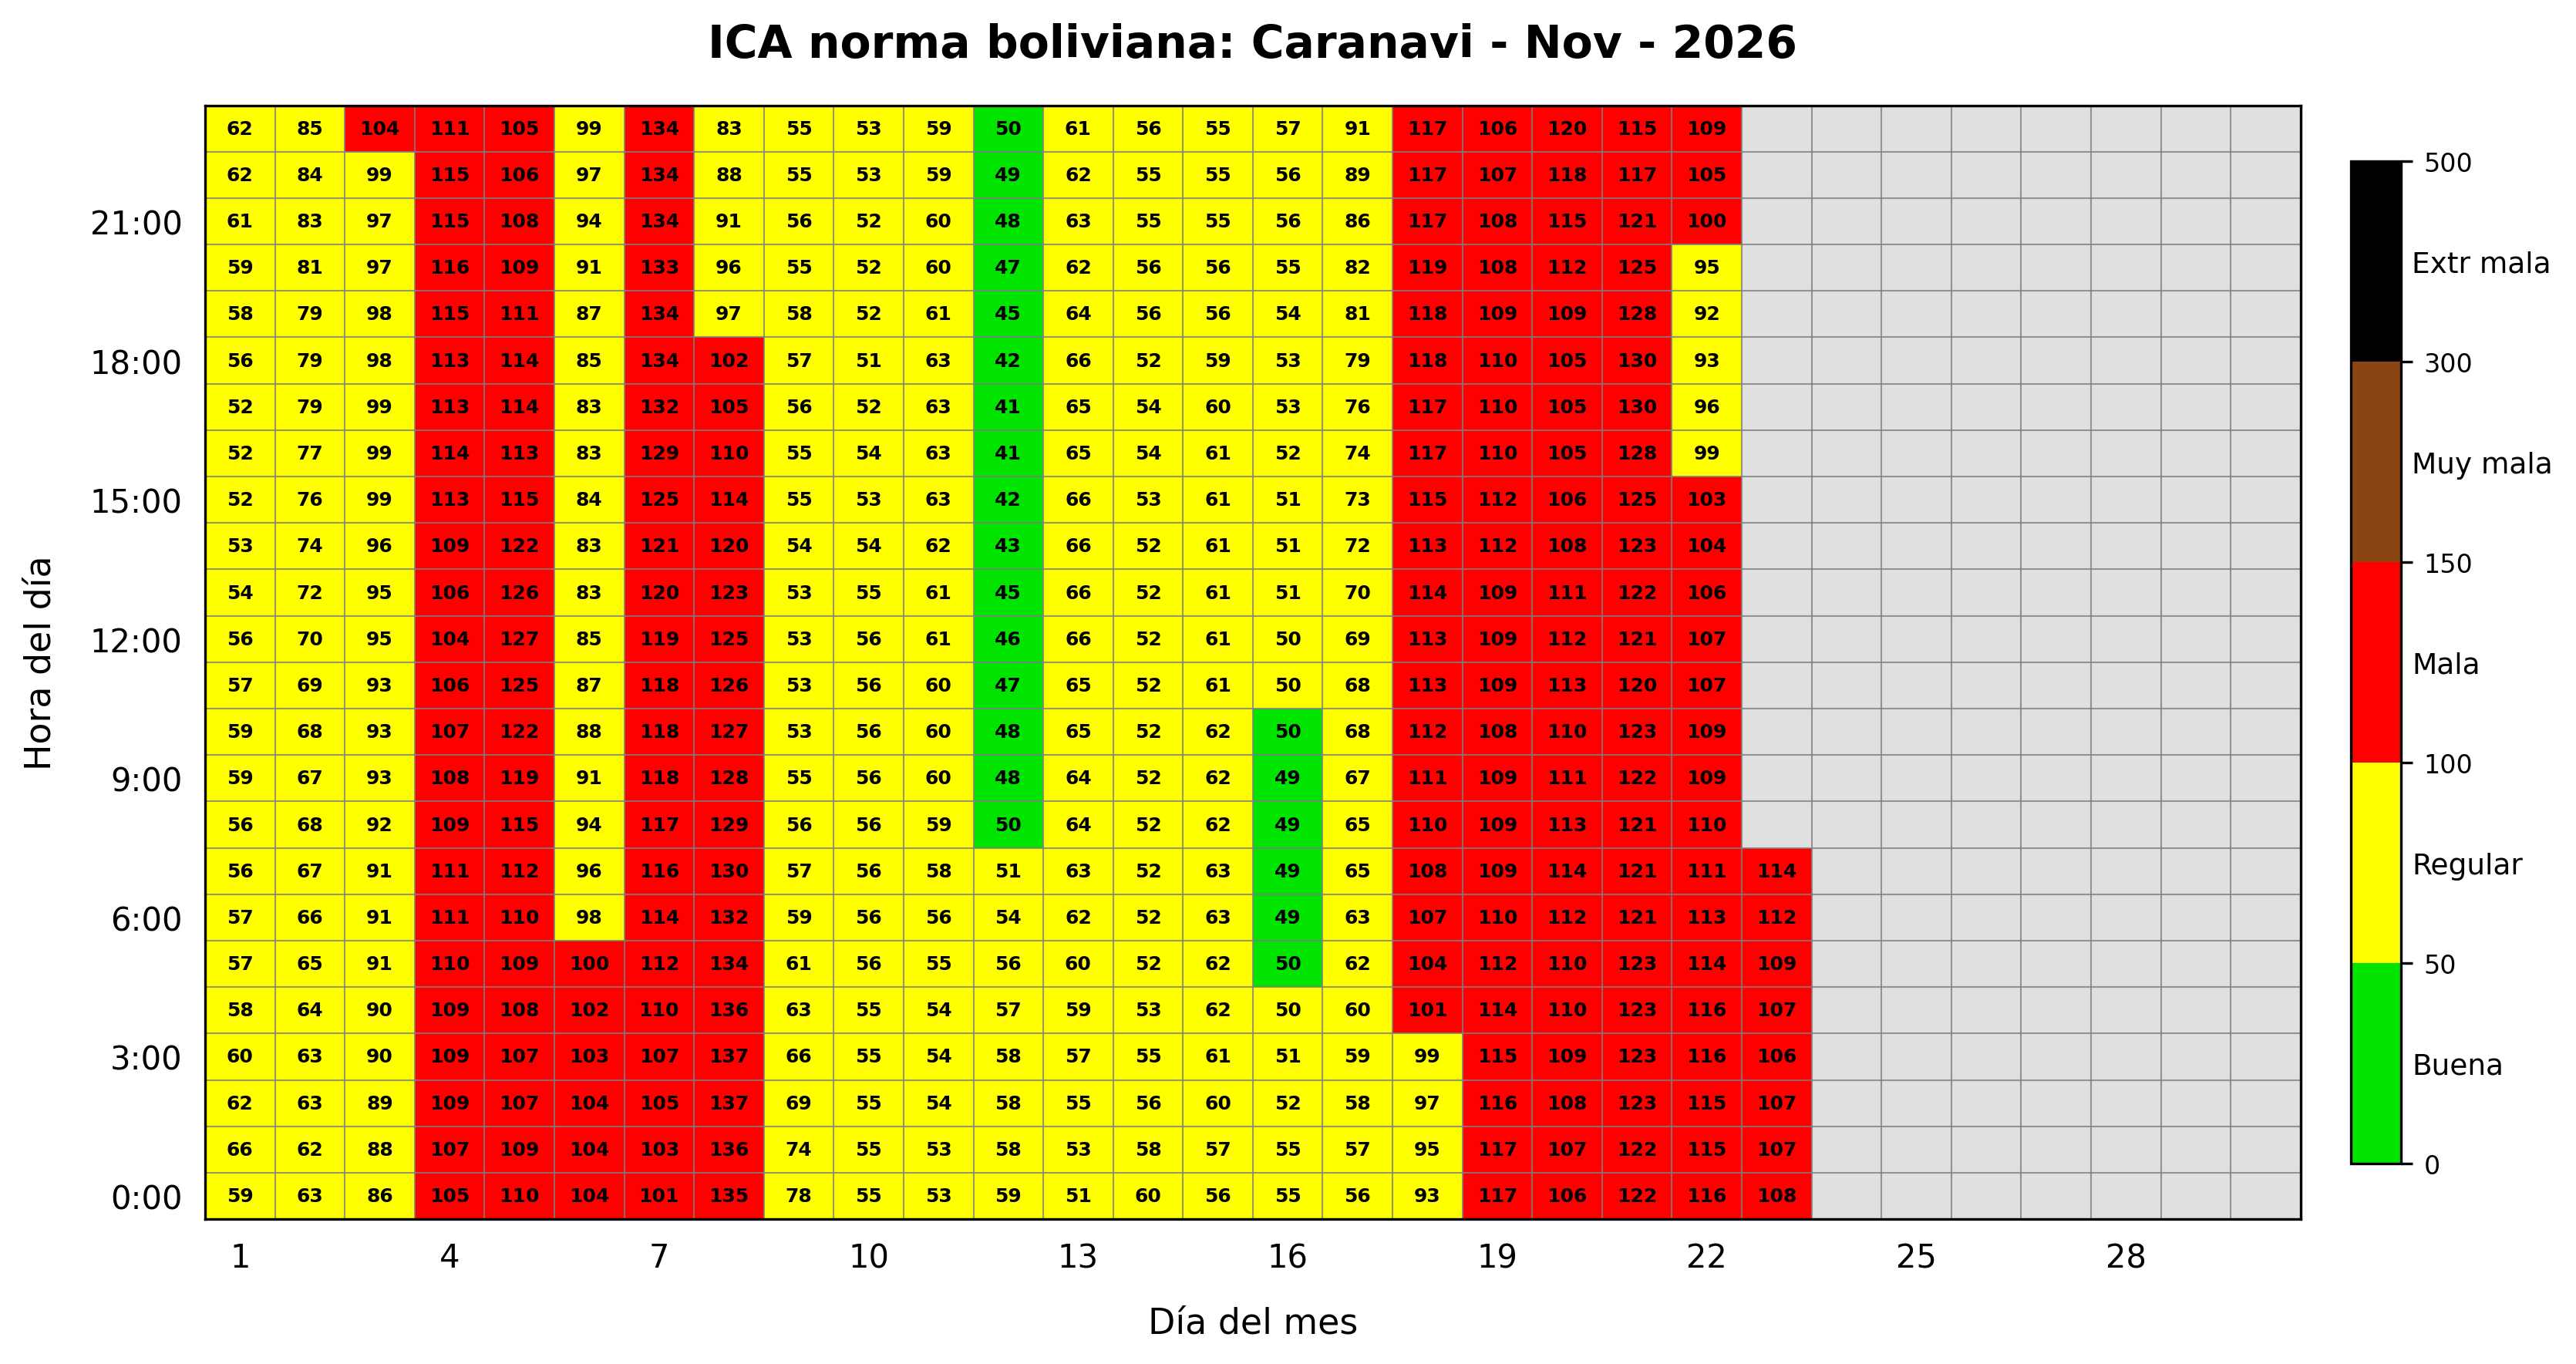 ICA norma boliviana: Caranavi - Nov - 2026
62 85 104 111 105 99 134 83 55 53 59 50 61 56 55 57 91 117 106 120 115 109
62 84 99 115 106 97 134 88 55 53 59 49 62 55 55 56 89 117 107 118 117 105
21:00 61 83 97 115 108 94 134 91 56 52 60 48 63 55 55 56 86 117 108 115 121 100
59 81 97 116 109 91 133 96 55 52 60 47 62 56 56 55 82 119 108 112 125 95
58 79 98 115 111 87 134 97 58 52 61 45 64 56 56 54 81 118 109 109 128 92
18:00 56 79 98 113 114 85 134 102 57 51 63 42 66 52 59 53 79 118 110 105 130 93
52 79 99 113 114 83 132 105 56 52 63 41 65 54 60 53 76 117 110 105 130 96
52 77 99 114 113 83 129 110 55 54 63 41 65 54 61 52 74 117 110 105 128 99
15:00 52 76 99 113 115 84 125 114 55 53 63 42 66 53 61 51 73 115 112 106 125 103
53 74 96 109 122 83 121 120 54 54 62 43 66 52 61 51 72 113 112 108 123 104
54 72 95 106 126 83 120 123 53 55 61 45 66 52 61 51 70 114 109 111 122 106
12:00 56 70 95 104 127 85 119 125 53 56 61 46 66 52 61 50 69 113 109 112 121 107
57 69 93 106 125 87 118 126 53 56 60 47 65 52 61 50 68 113 109 113 120 107
59 68 93 107 122 88 118 127 53 56 60 48 65 52 62 50 68 112 108 110 123 109
9:00 59 67 93 108 119 91 118 128 55 56 60 48 64 52 62 49 67 111 109 111 122 109
56 68 92 109 115 94 117 129 56 56 59 50 64 52 62 49 65 110 109 113 121 110
56 67 91 111 112 96 116 130 57 56 58 51 63 52 63 49 65 108 109 114 121 111 114
6:00 57 66 91 111 110 98 114 132 59 56 56 54 62 52 63 49 63 107 110 112 121 113 112
57 65 91 110 109 100 112 134 61 56 55 56 60 52 62 50 62 104 112 110 123 114 109
58 64 90 109 108 102 110 136 63 55 54 57 59 53 62 50 60 101 114 110 123 116 107
3:00 60 63 90 109 107 103 107 137 66 55 54 58 57 55 61 51 59 99 115 109 123 116 106
62 63 89 109 107 104 105 137 69 55 54 58 55 56 60 52 58 97 116 108 123 115 107
66 62 88 107 109 104 103 136 74 55 53 58 53 58 57 55 57 95 117 107 122 115 107
0:00 59 63 86 105 110 104 101 135 78 55 53 59 51 60 56 55 56 93 117 106 122 116 108
1 4 7 10 13 16 19 22 25 28
Día del mes
Hora del día
500
Extr mala
300
Muy mala
150
Mala
100
Regular
50
Buena
0